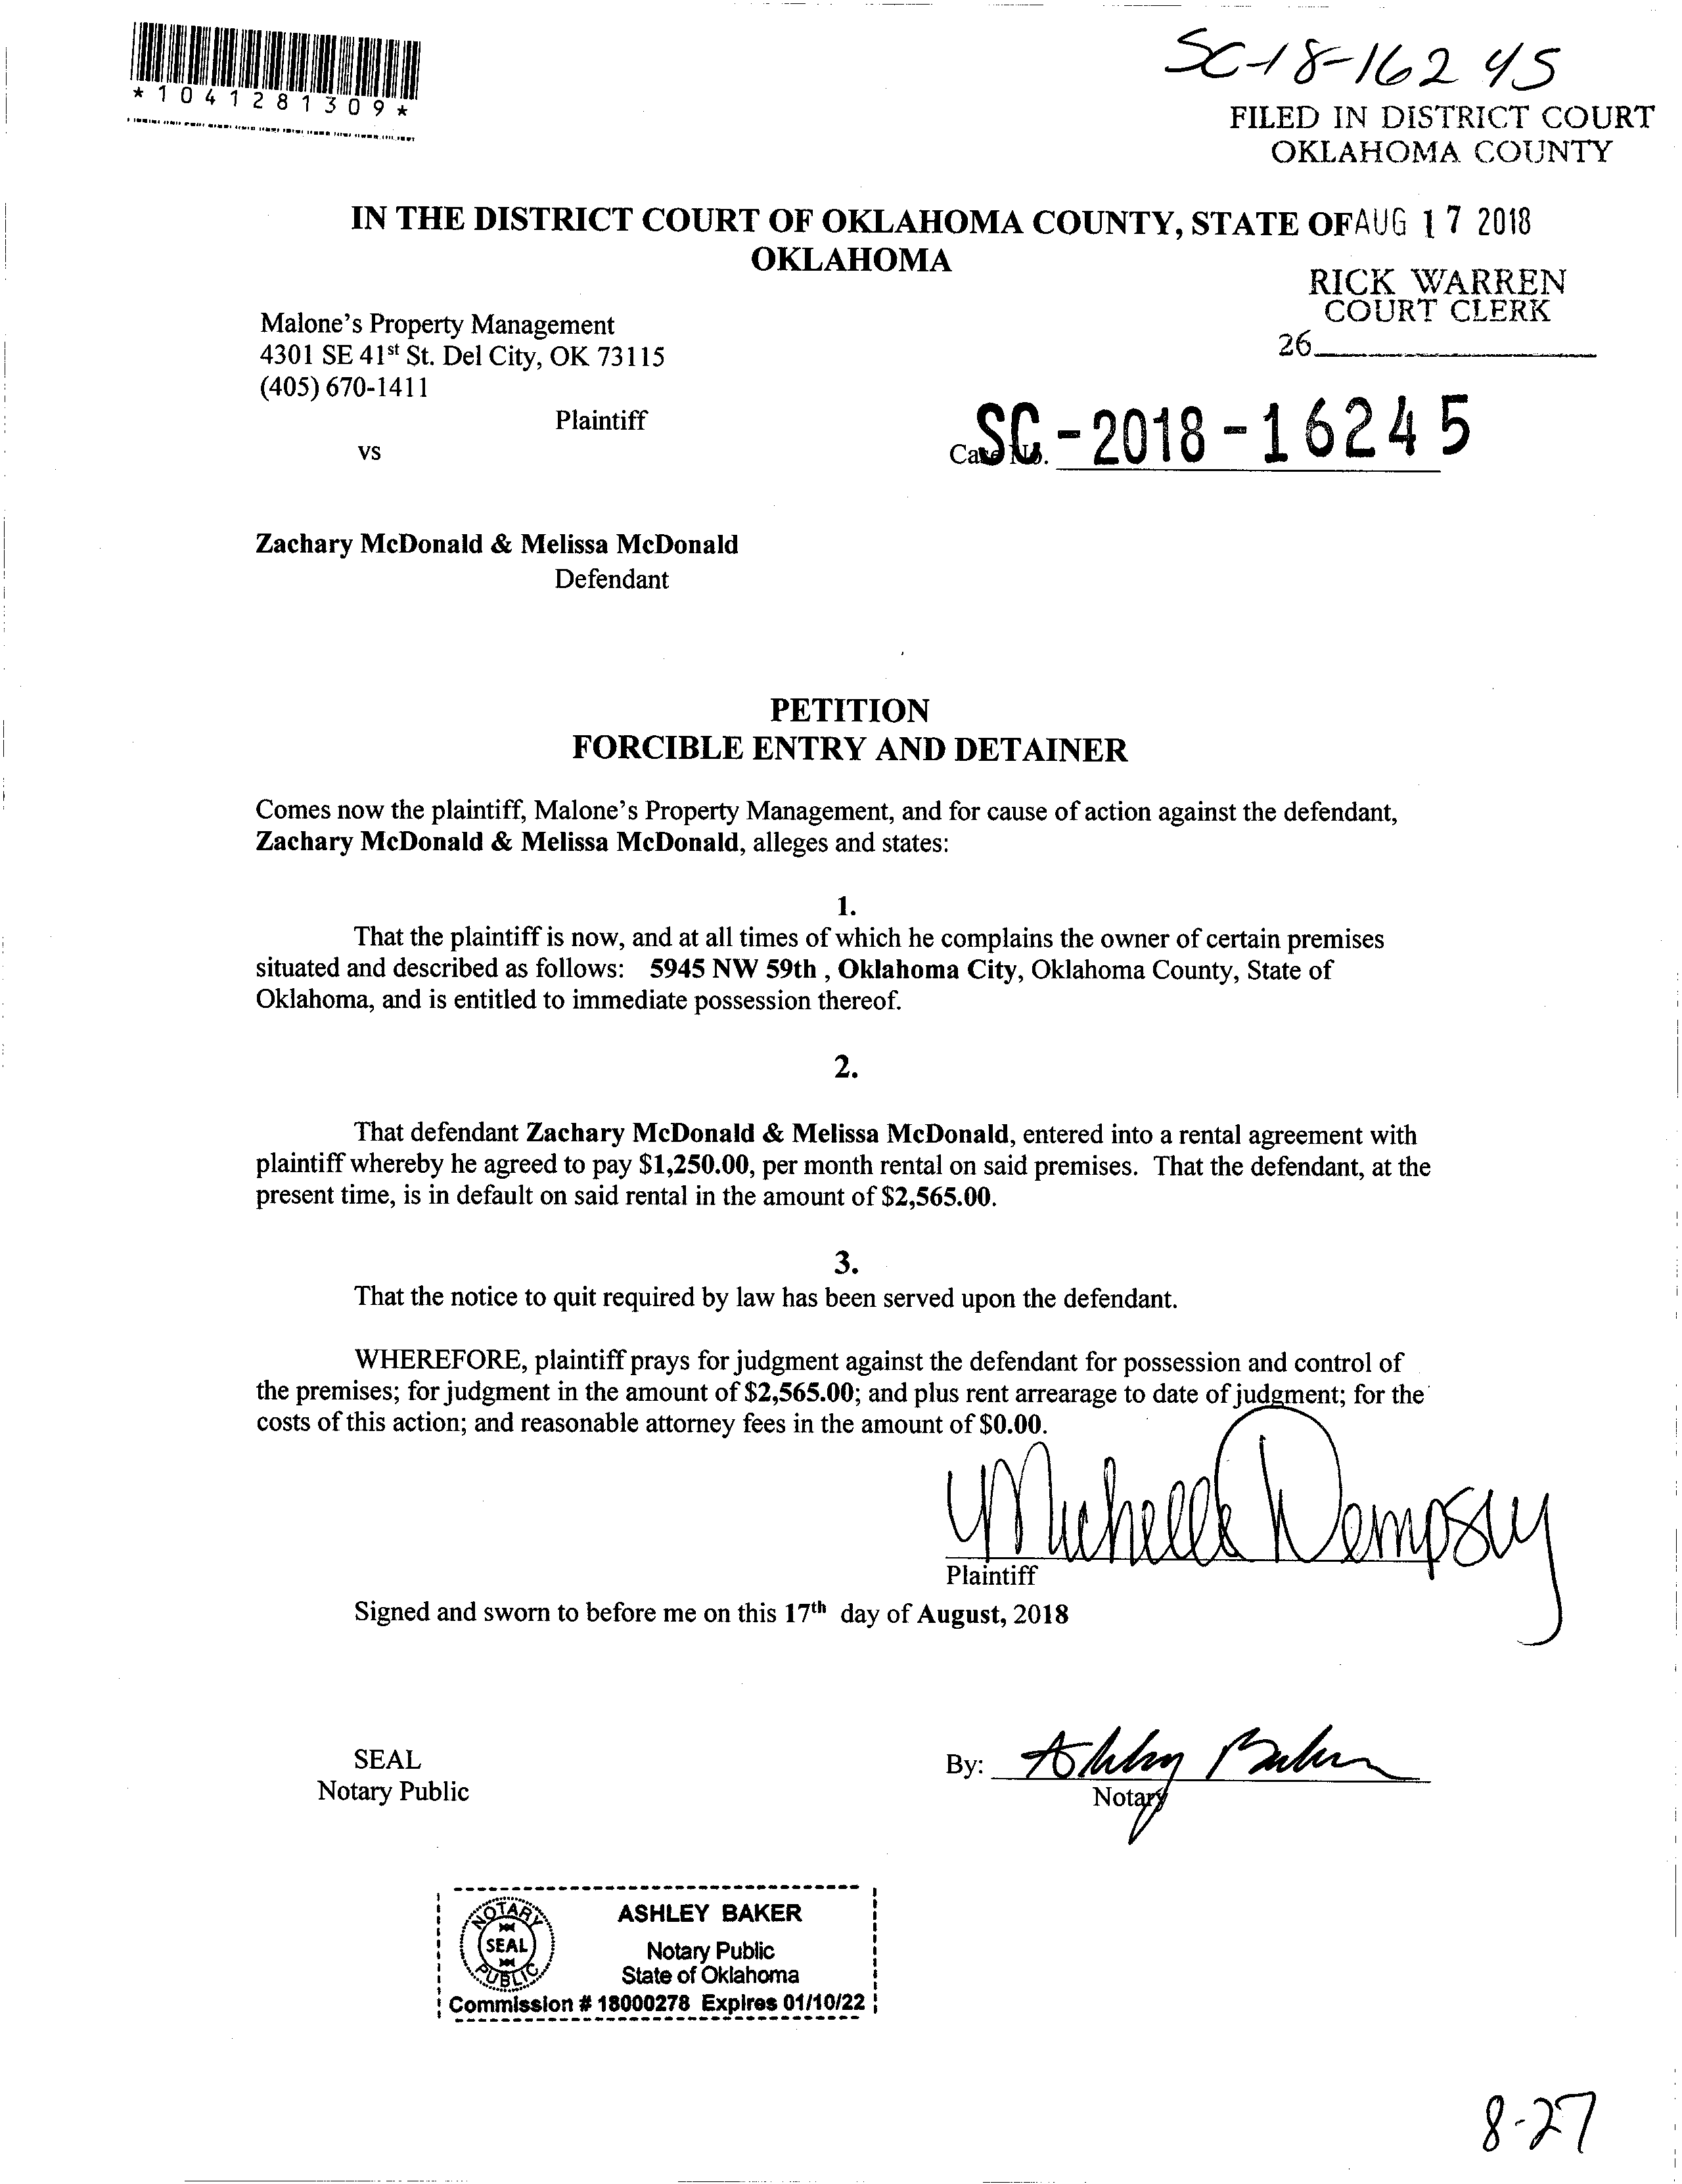 *1041281309*
SC-18-16245
FILED IN DISTRICT COURT
OKLAHOMA COUNTY
IN THE DISTRICT COURT OF OKLAHOMA COUNTY, STATE OF AUG 17 2018
OKLAHOMA
RICK WARREN
COURT CLERK
26
Malone's Property Management
4301 SE 41st St. Del City, OK 73115
(405) 670-1411
Plaintiff
vs
Case No. SC-2018-16245
Zachary McDonald & Melissa McDonald
Defendant
PETITION
FORCIBLE ENTRY AND DETAINER
Comes now the plaintiff, Malone's Property Management, and for cause of action against the defendant,
Zachary McDonald & Melissa McDonald, alleges and states:
1.
That the plaintiff is now, and at all times of which he complains the owner of certain premises
situated and described as follows: 5945 NW 59th , Oklahoma City, Oklahoma County, State of
Oklahoma, and is entitled to immediate possession thereof.
2.
That defendant Zachary McDonald & Melissa McDonald, entered into a rental agreement with
plaintiff whereby he agreed to pay $1,250.00, per month rental on said premises. That the defendant, at the
present time, is in default on said rental in the amount of $2,565.00.
3.
That the notice to quit required by law has been served upon the defendant.
WHEREFORE, plaintiff prays for judgment against the defendant for possession and control of
the premises; for judgment in the amount of $2,565.00; and plus rent arrearage to date of judgment; for the
costs of this action; and reasonable attorney fees in the amount of $0.00.
Michelle Dempsey
Plaintiff
Signed and sworn to before me on this 17th day of August, 2018
SEAL
Notary Public
By: Ashley Baker
Notary
NOTARY
SEAL
PUBLIC
ASHLEY BAKER
Notary Public
State of Oklahoma
Commission # 18000278 Expires 01/10/22
8-27